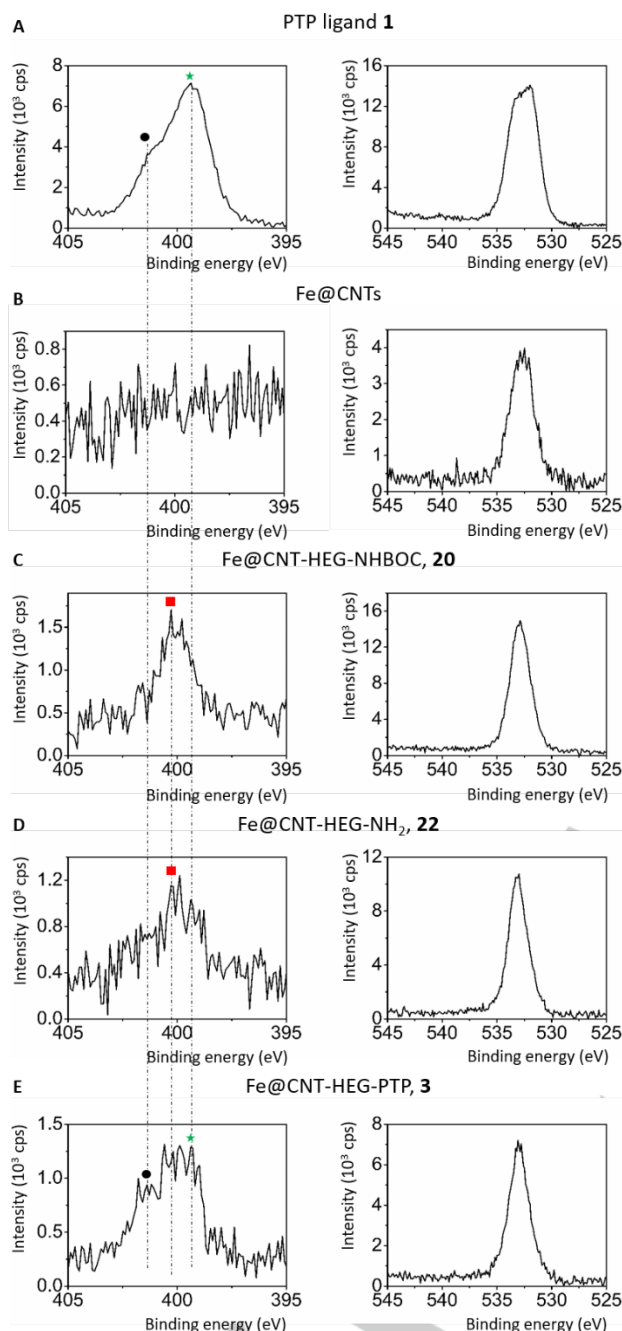 A PTP ligand 1
Intensity (10³ cps)
8
6
4
2
0
405 400 395
Binding energy (eV)
Intensity (10³ cps)
16
12
8
4
0
545 540 535 530 525
Binding energy (eV)
B Fe@CNTs
Intensity (10³ cps)
0.8
0.6
0.4
0.2
0.0
405 400 395
Binding energy (eV)
Intensity (10³ cps)
4
3
2
1
0
545 540 535 530 525
Binding energy (eV)
C Fe@CNT-HEG-NHBOC, 20
Intensity (10³ cps)
1.5
1.0
0.5
0.0
405 400 395
Binding energy (eV)
Intensity (10³ cps)
16
12
8
4
0
545 540 535 530 525
Binding energy (eV)
D Fe@CNT-HEG-NH₂, 22
Intensity (10³ cps)
1.2
0.8
0.4
0.0
405 400 395
Binding energy (eV)
Intensity (10³ cps)
12
8
4
0
545 540 535 530 525
Binding energy (eV)
E Fe@CNT-HEG-PTP, 3
Intensity (10³ cps)
1.5
1.0
0.5
0.0
405 400 395
Binding energy (eV)
Intensity (10³ cps)
8
6
4
2
0
545 540 535 530 525
Binding energy (eV)